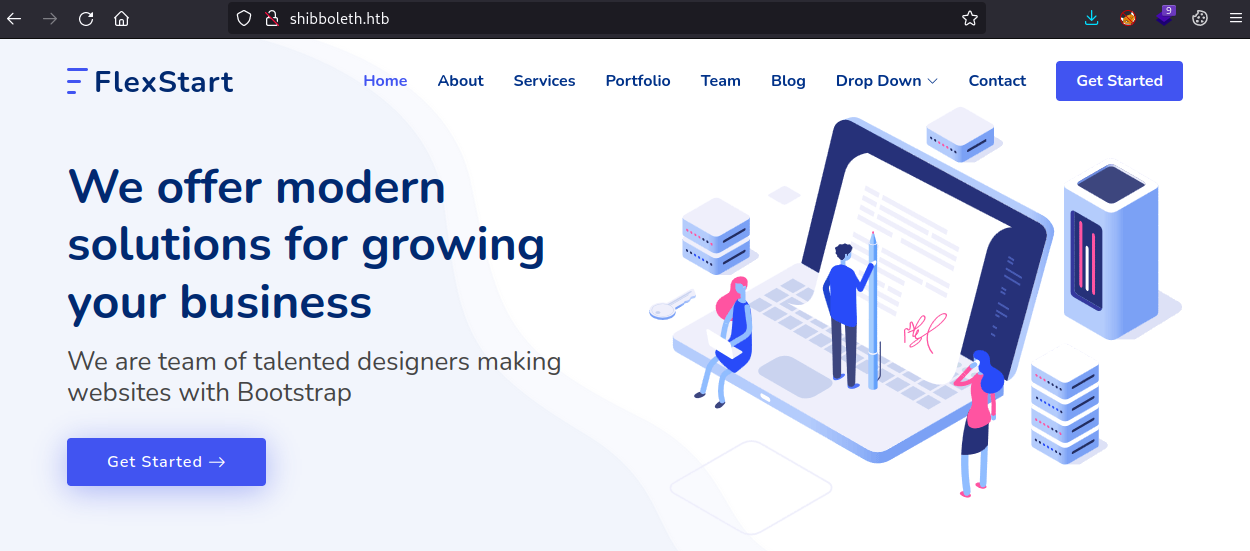 shibboleth.htb
9
FlexStart
Home About Services Portfolio Team Blog Drop Down Contact Get Started
We offer modern
solutions for growing
your business
We are team of talented designers making
websites with Bootstrap
Get Started →